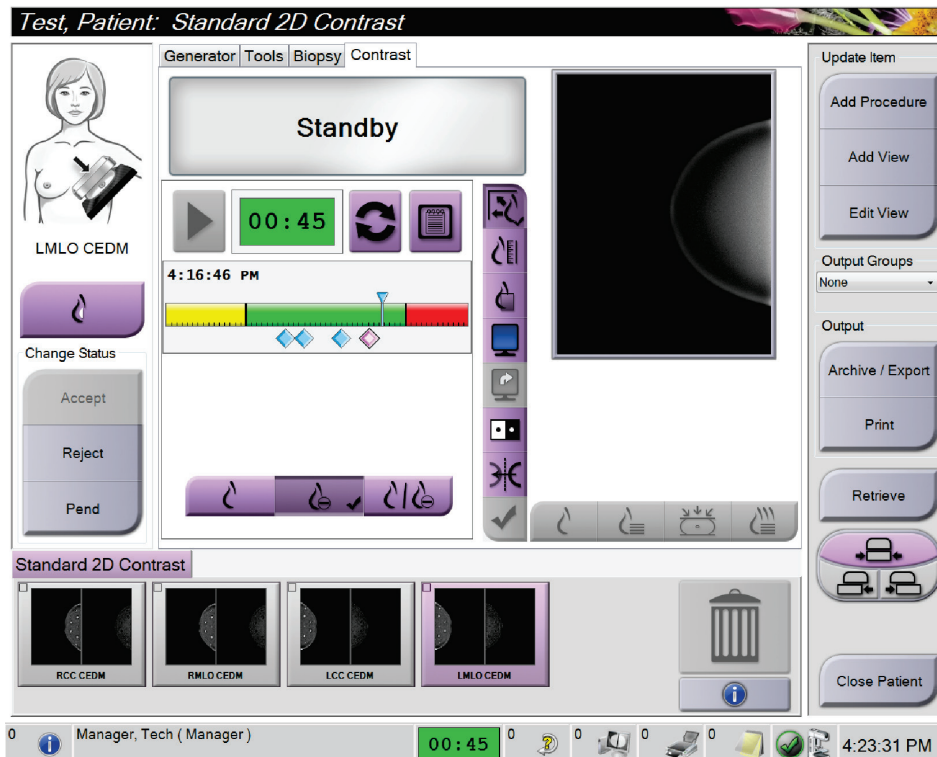 Test, Patient: Standard 2D Contrast
Generator Tools Biopsy Contrast
Standby
00:45
4:16:46 PM
LMLO CEDM
Change Status
Accept
Reject
Pend
Update Item
Add Procedure
Add View
Edit View
Output Groups
None
Output
Archive / Export
Print
Retrieve
Close Patient
Standard 2D Contrast
RCC CEDM
RMLO CEDM
LCC CEDM
LMLO CEDM
0
Manager, Tech ( Manager )
00:45
0
0
0
0
4:23:31 PM